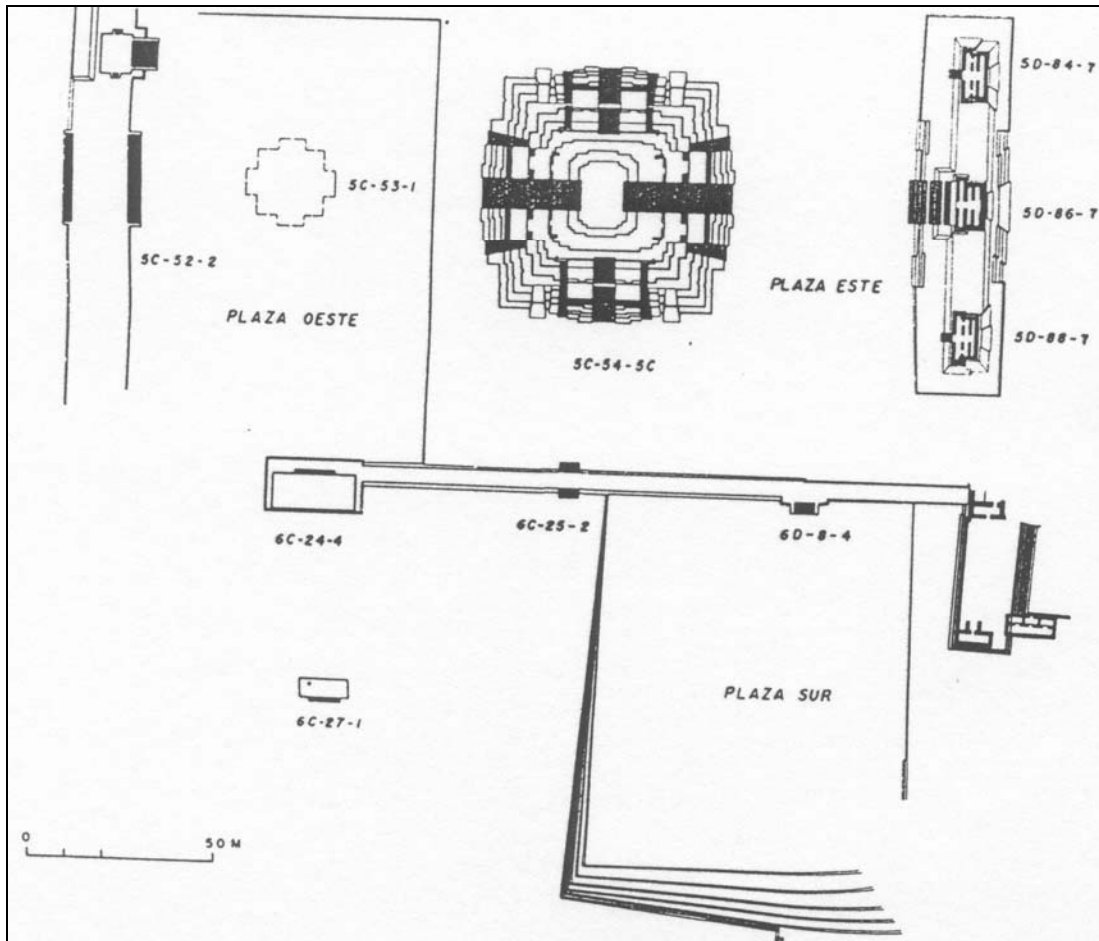 5D-84-7
5C-53-1
5D-86-7
5C-52-2
PLAZA ESTE
PLAZA OESTE
5D-88-7
5C-54-5C
6C-24-4
6C-25-2
6D-8-4
PLAZA SUR
6C-27-1
0 50 M